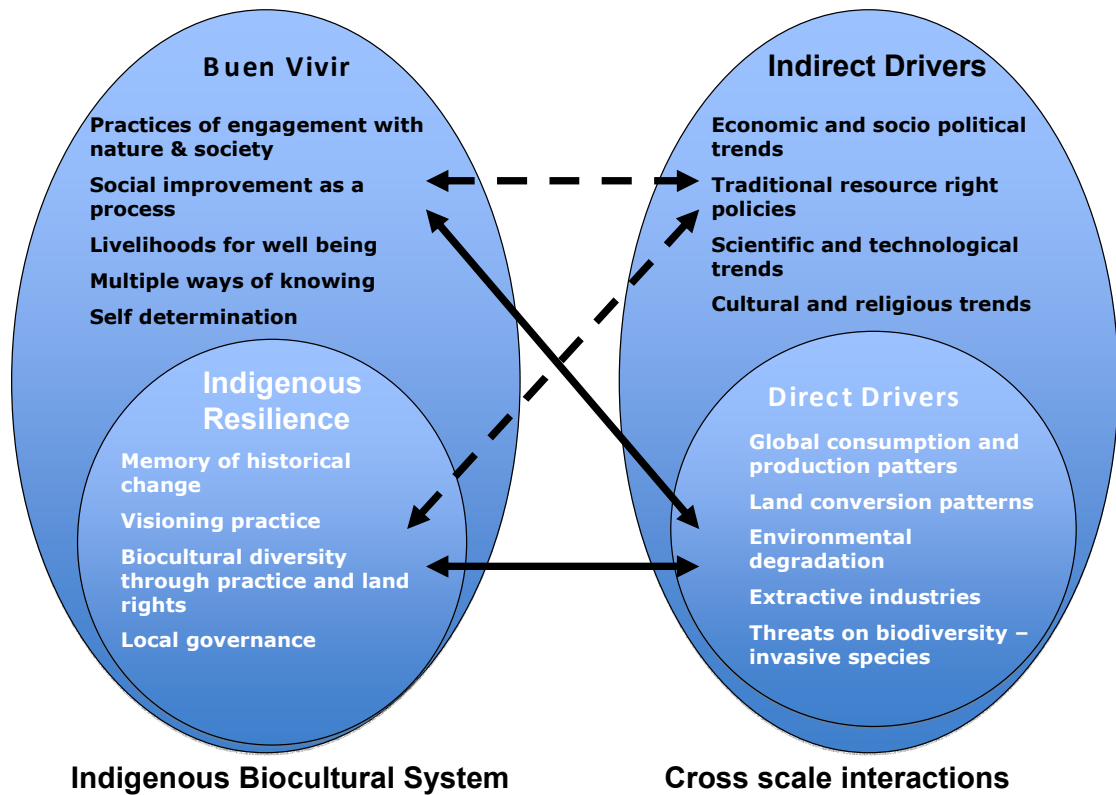 Buen Vivir
Practices of engagement with
nature & society
Social improvement as a
process
Livelihoods for well being
Multiple ways of knowing
Self determination
Indigenous
Resilience
Memory of historical
change
Visioning practice
Biocultural diversity
through practice and land
rights
Local governance
Indigenous Biocultural System
Indirect Drivers
Economic and socio political
trends
Traditional resource right
policies
Scientific and technological
trends
Cultural and religious trends
Direct Drivers
Global consumption and
production patters
Land conversion patterns
Environmental
degradation
Extractive industries
Threats on biodiversity –
invasive species
Cross scale interactions